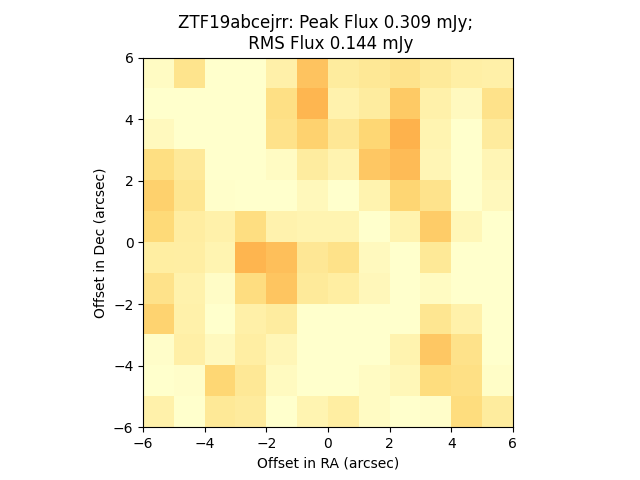 ZTF19abcejrr: Peak Flux 0.309 mJy;
RMS Flux 0.144 mJy
6
4
2
0
−2
−4
−6
Offset in Dec (arcsec)
−6 −4 −2 0 2 4 6
Offset in RA (arcsec)